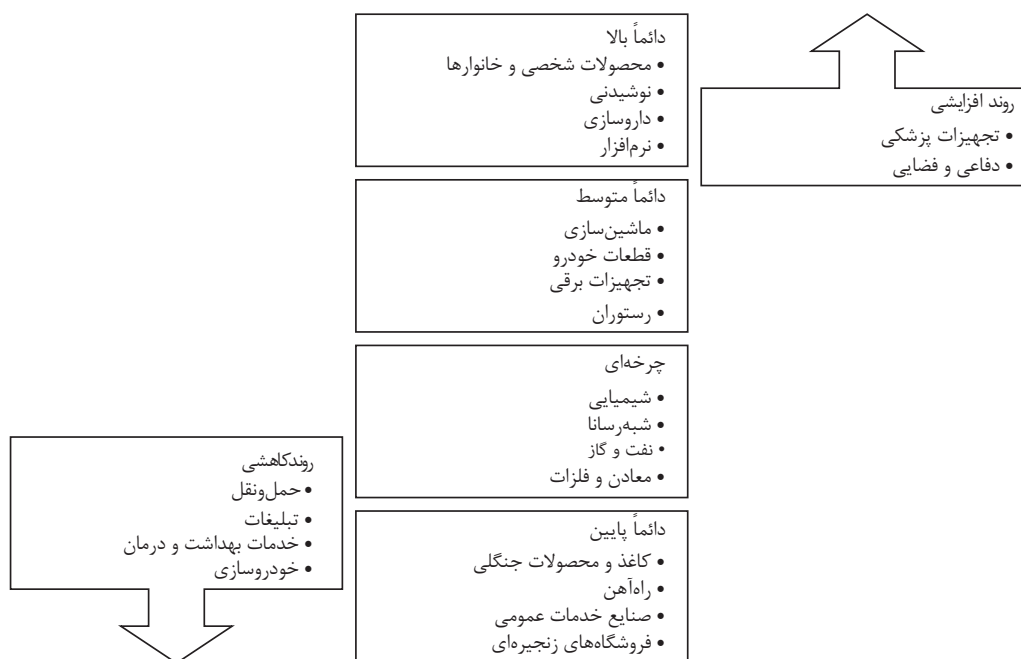 دائماً بالا
• محصولات شخصی و خانوارها
• نوشیدنی
• داروسازی
• نرم‌افزار
روند افزایشی
• تجهیزات پزشکی
• دفاعی و فضایی
دائماً متوسط
• ماشین‌سازی
• قطعات خودرو
• تجهیزات برقی
• رستوران
چرخه‌ای
• شیمیایی
• شبه‌رسانا
• نفت و گاز
• معادن و فلزات
روندکاهشی
• حمل‌ونقل
• تبلیغات
• خدمات بهداشت و درمان
• خودروسازی
دائماً پایین
• کاغذ و محصولات جنگلی
• راه‌آهن
• صنایع خدمات عمومی
• فروشگاه‌های زنجیره‌ای